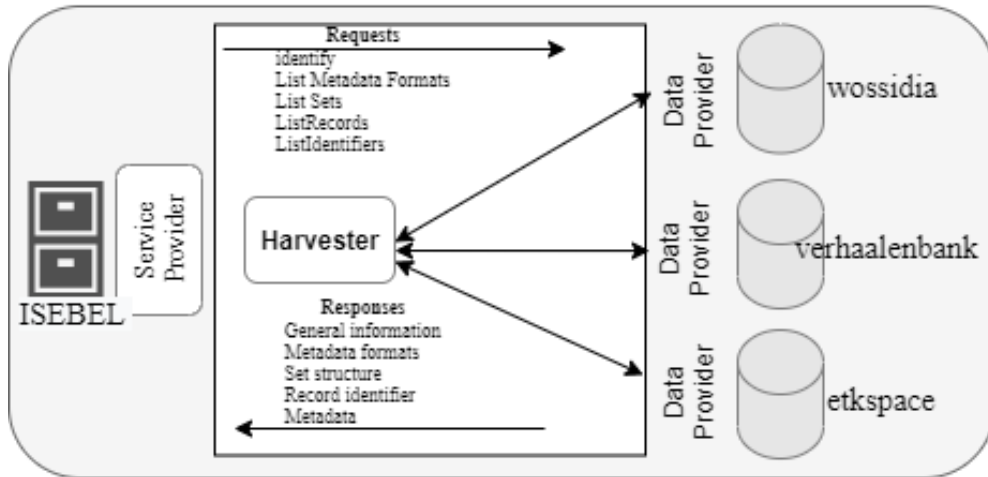 Requests
identify
List Metadata Formats
List Sets
ListRecords
ListIdentifiers
ISEBEL
Service
Provider
Harvester
Responses
General information
Metadata formats
Set structure
Record identifier
Metadata
Data
Provider
wossidia
Data
Provider
verhaalenbank
Data
Provider
etkspace